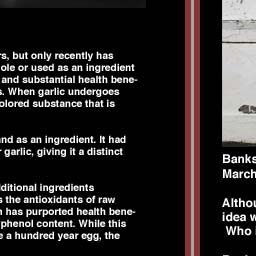 rs, but only recently has
ole or used as an ingredient
and substantial health bene-
s. When garlic undergoes
olored substance that is
nd as an ingredient. It had
garlic, giving it a distinct
ditional ingredients
s the antioxidants of raw
n has purported health bene-
phenol content. While this
e a hundred year egg, the
Banks
March
Althou
idea w
Who i